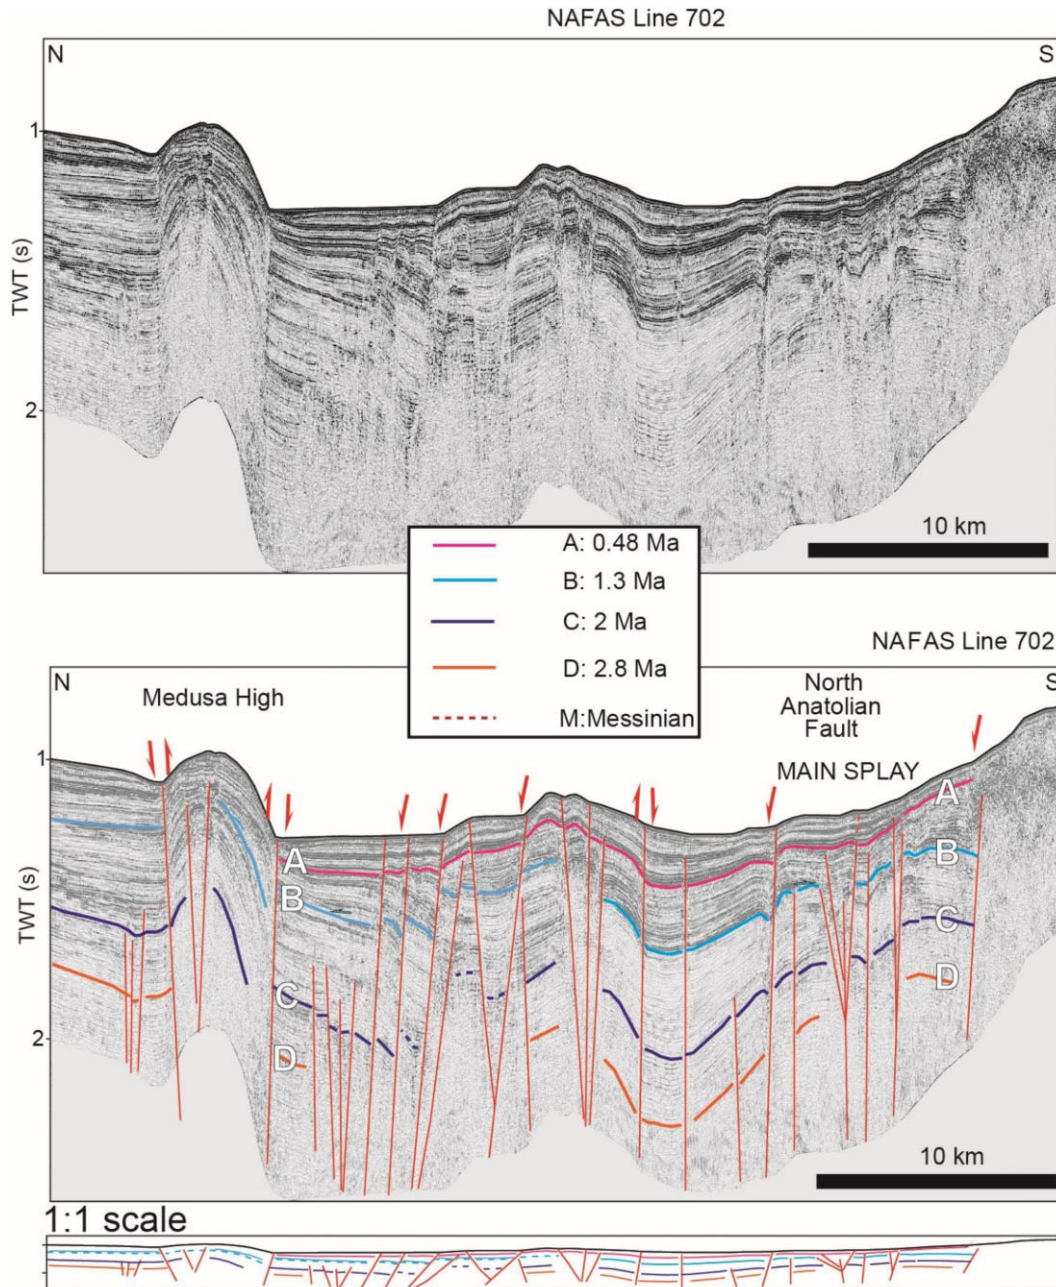 NAFAS Line 702
N
S
1
TWT (s)
2
10 km
A: 0.48 Ma
B: 1.3 Ma
C: 2 Ma
D: 2.8 Ma
M:Messinian
NAFAS Line 702
N
S
Medusa High
North
Anatolian
Fault
MAIN SPLAY
1
A
A
B
B
TWT (s)
C
C
D
D
2
10 km
1:1 scale